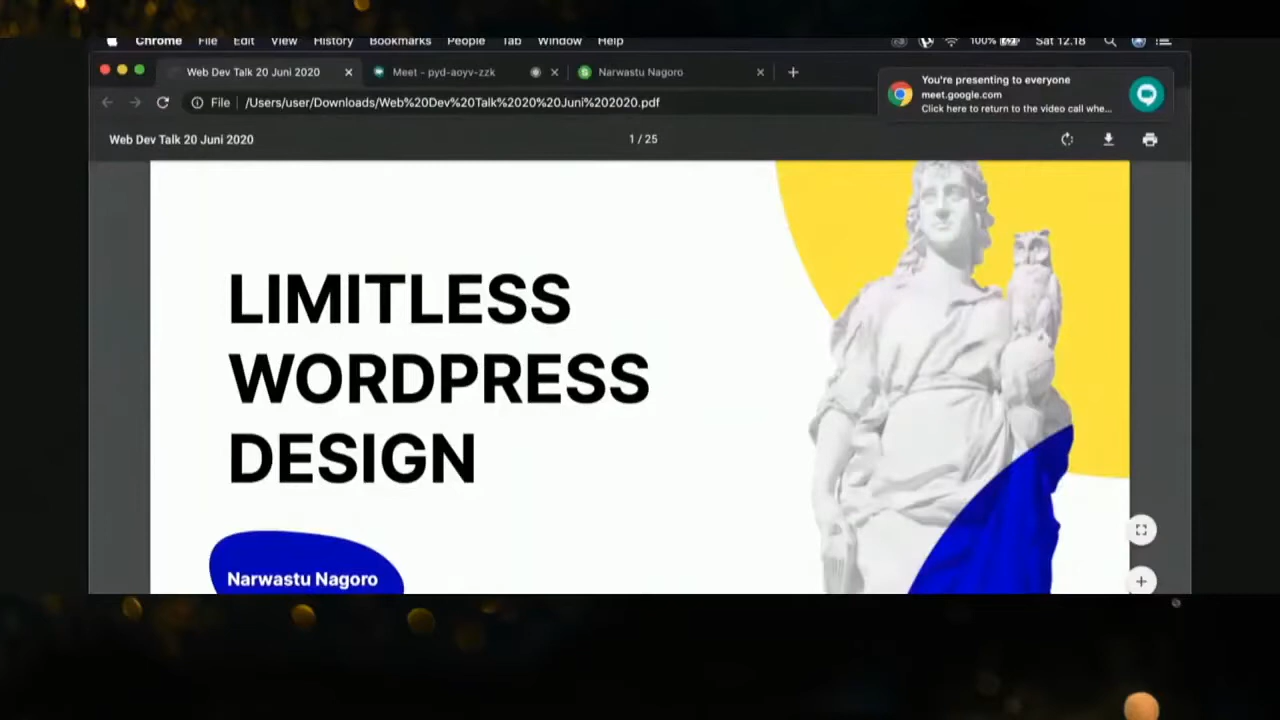 Chrome File Edit View History Bookmarks People Tab Window Help 100% Sat 12.18
Web Dev Talk 20 Juni 2020 Meet - pyd-aoyv-zzk Narwastu Nagoro
You're presenting to everyone
meet.google.com
Click here to return to the video call whe...
File /Users/user/Downloads/Web%20Dev%20Talk%2020%20Juni%202020.pdf
Web Dev Talk 20 Juni 2020 1 / 25
LIMITLESS
WORDPRESS
DESIGN
Narwastu Nagoro